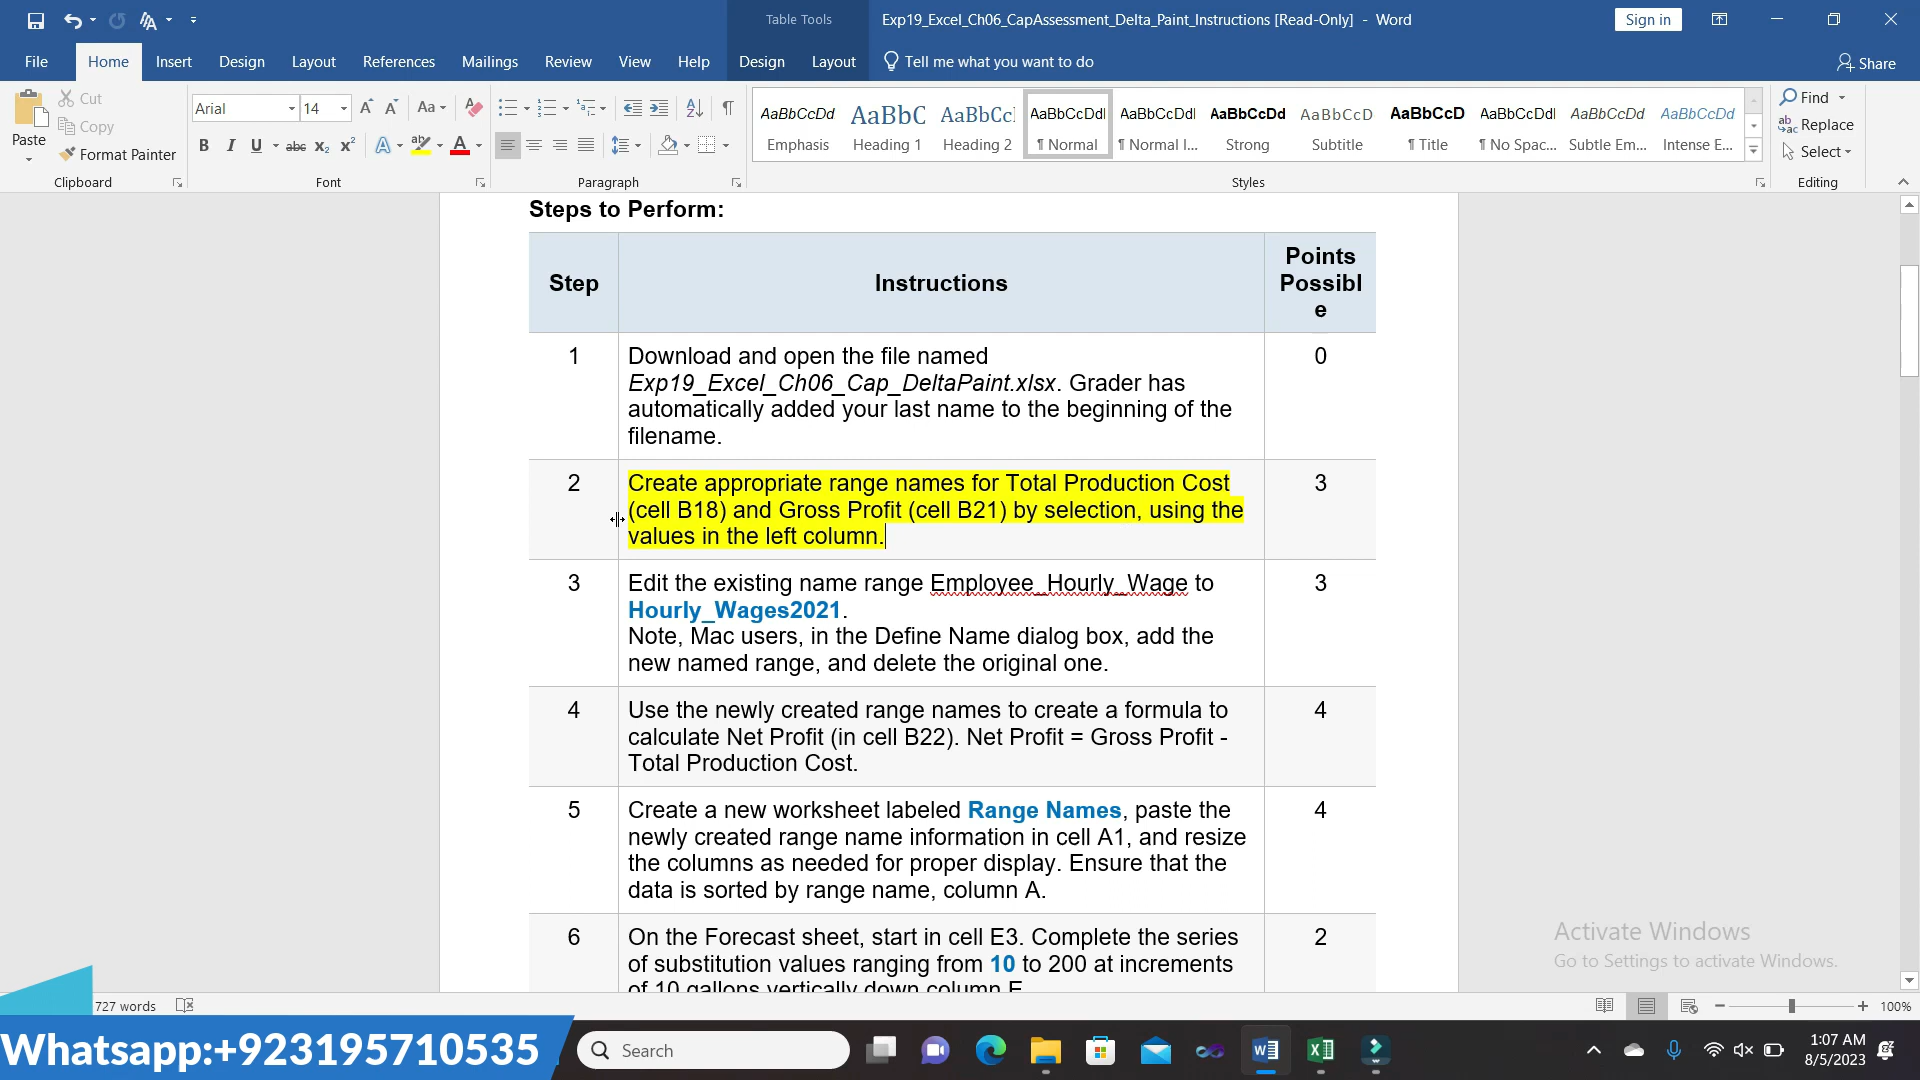 Table Tools
Exp19_Excel_Ch06_CapAssessment_Delta_Paint_Instructions [Read-Only] - Word
Sign in
File Home Insert Design Layout References Mailings Review View Help Design Layout Tell me what you want to do Share
Paste
Cut
Copy
Format Painter
Clipboard
Arial 14
Font
Paragraph
AaBbCcDd AaBbC AaBbCcl AaBbCcDdl AaBbCcDdl AaBbCcDd AaBbCcD AaBbCcD AaBbCcDdl AaBbCcDd AaBbCcDd
Emphasis Heading 1 Heading 2 ¶ Normal ¶ Normal I... Strong Subtitle ¶ Title ¶ No Spac... Subtle Em... Intense E...
Styles
Find
Replace
Select
Editing
Steps to Perform:
Step Instructions Points
Possibl
e
1 Download and open the file named 0
Exp19_Excel_Ch06_Cap_DeltaPaint.xlsx. Grader has
automatically added your last name to the beginning of the
filename.
2 Create appropriate range names for Total Production Cost 3
(cell B18) and Gross Profit (cell B21) by selection, using the
values in the left column.
3 Edit the existing name range Employee_Hourly_Wage to 3
Hourly_Wages2021.
Note, Mac users, in the Define Name dialog box, add the
new named range, and delete the original one.
4 Use the newly created range names to create a formula to 4
calculate Net Profit (in cell B22). Net Profit = Gross Profit -
Total Production Cost.
5 Create a new worksheet labeled Range Names, paste the 4
newly created range name information in cell A1, and resize
the columns as needed for proper display. Ensure that the
data is sorted by range name, column A.
6 On the Forecast sheet, start in cell E3. Complete the series 2
of substitution values ranging from 10 to 200 at increments
of 10 gallons vertically down column E.
Activate Windows
Go to Settings to activate Windows.
727 words
100%
Whatsapp:+923195710535
Search
1:07 AM
8/5/2023